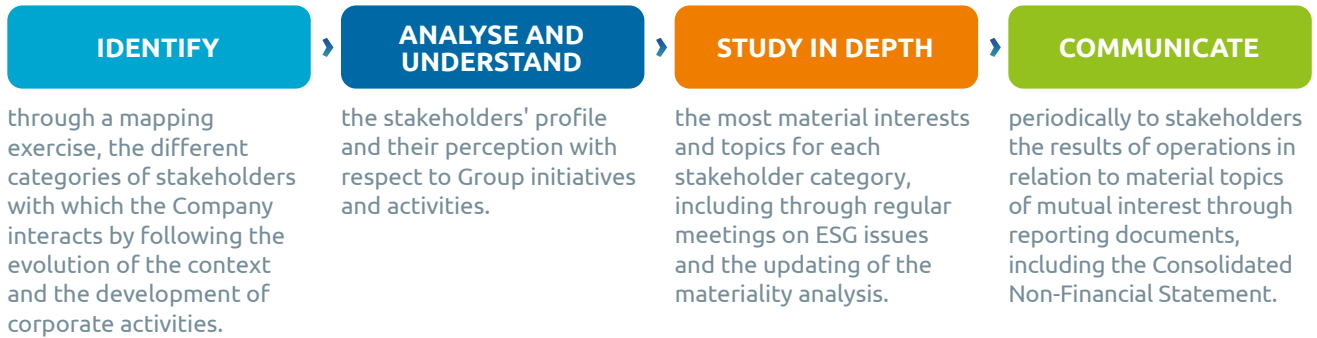 IDENTIFY
through a mapping
exercise, the different
categories of stakeholders
with which the Company
interacts by following the
evolution of the context
and the development of
corporate activities.
ANALYSE AND
UNDERSTAND
the stakeholders' profile
and their perception with
respect to Group initiatives
and activities.
STUDY IN DEPTH
the most material interests
and topics for each
stakeholder category,
including through regular
meetings on ESG issues
and the updating of the
materiality analysis.
COMMUNICATE
periodically to stakeholders
the results of operations in
relation to material topics
of mutual interest through
reporting documents,
including the Consolidated
Non-Financial Statement.